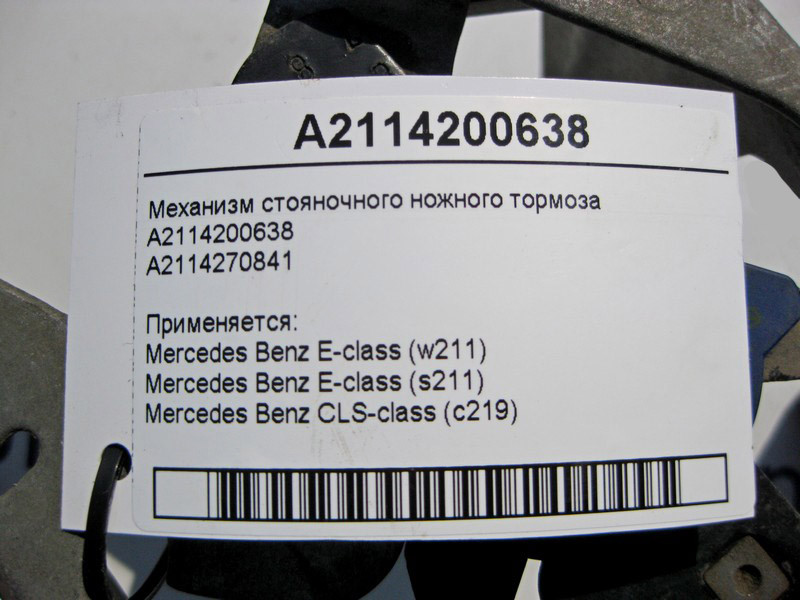 A2114200638
Механизм стояночного ножного тормоза
A2114200638
A2114270841
Применяется:
Mercedes Benz E-class (w211)
Mercedes Benz E-class (s211)
Mercedes Benz CLS-class (c219)